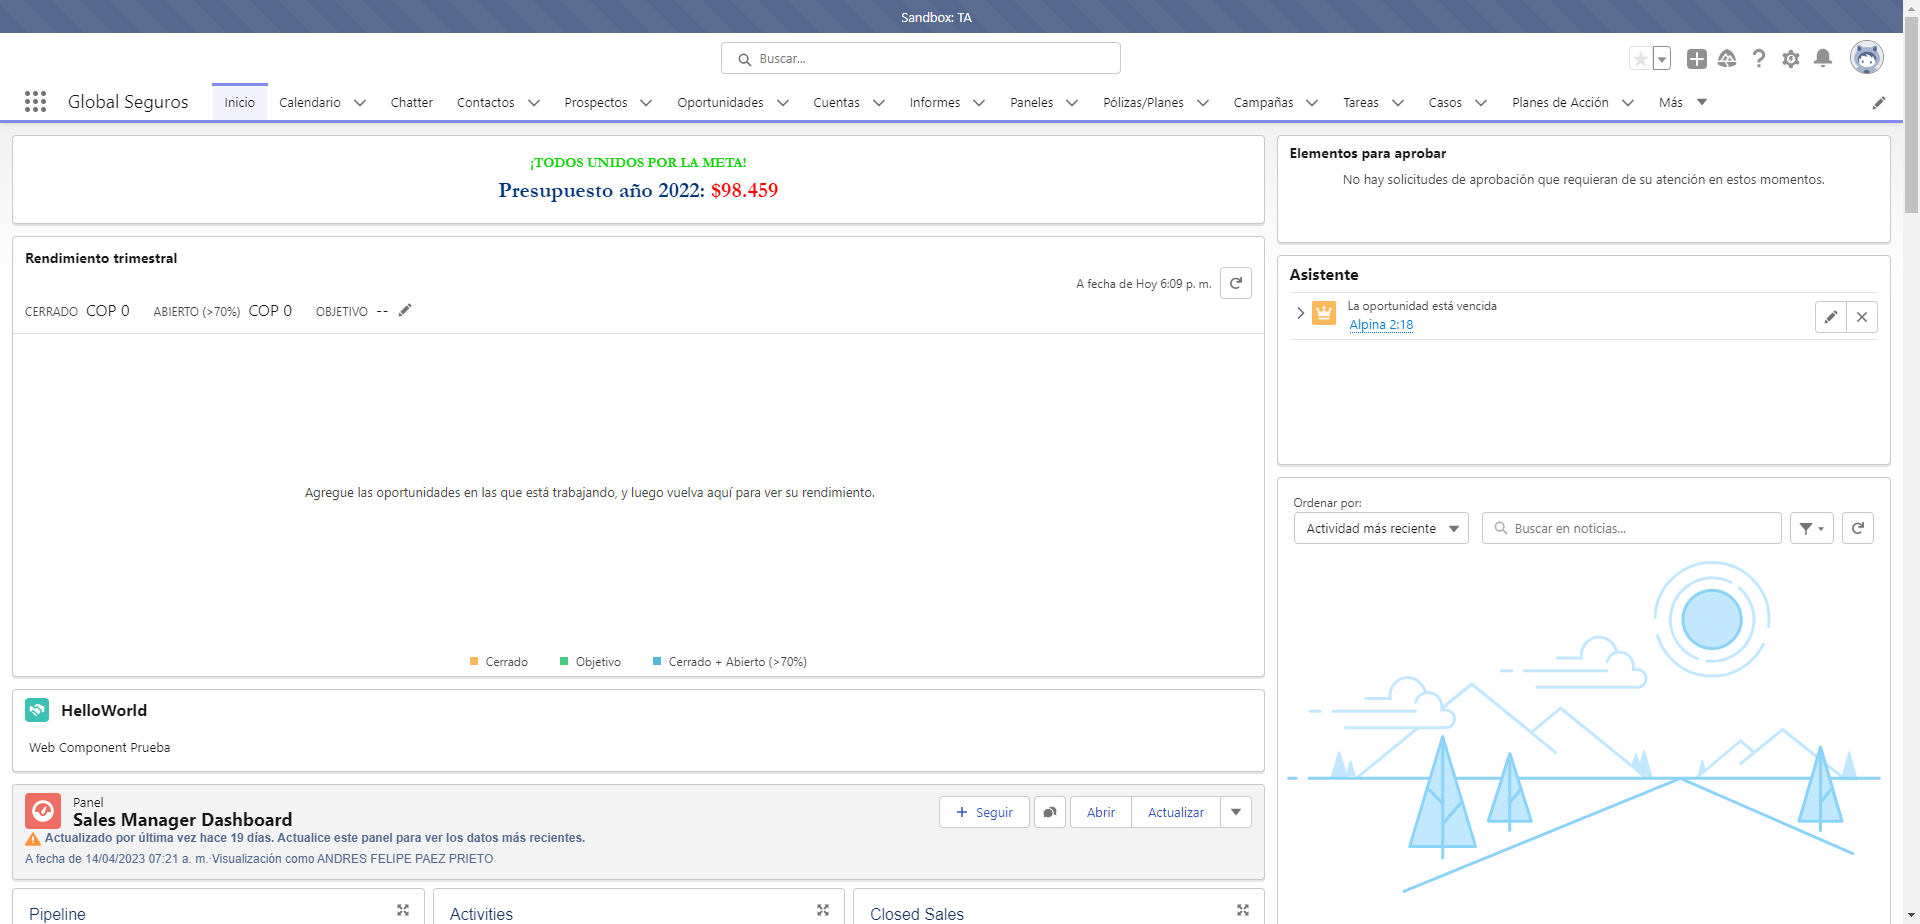 Sandbox: TA
Buscar...
Global Seguros
Inicio
Calendario
Chatter
Contactos
Prospectos
Oportunidades
Cuentas
Informes
Paneles
Pólizas/Planes
Campañas
Tareas
Casos
Planes de Acción
Más
¡TODOS UNIDOS POR LA META!
Presupuesto año 2022: $98.459
Rendimiento trimestral
A fecha de Hoy 6:09 p. m.
CERRADO COP 0 ABIERTO (>70%) COP 0 OBJETIVO --
Agregue las oportunidades en las que está trabajando, y luego vuelva aquí para ver su rendimiento.
Cerrado
Objetivo
Cerrado + Abierto (>70%)
HelloWorld
Web Component Prueba
Panel
Sales Manager Dashboard
Actualizado por última vez hace 19 días. Actualice este panel para ver los datos más recientes.
A fecha de 14/04/2023 07:21 a. m.·Visualización como ANDRES FELIPE PAEZ PRIETO
+ Seguir
Abrir
Actualizar
Pipeline
Activities
Closed Sales
Elementos para aprobar
No hay solicitudes de aprobación que requieran de su atención en estos momentos.
Asistente
La oportunidad está vencida
Alpina 2:18
Ordenar por:
Actividad más reciente
Buscar en noticias...